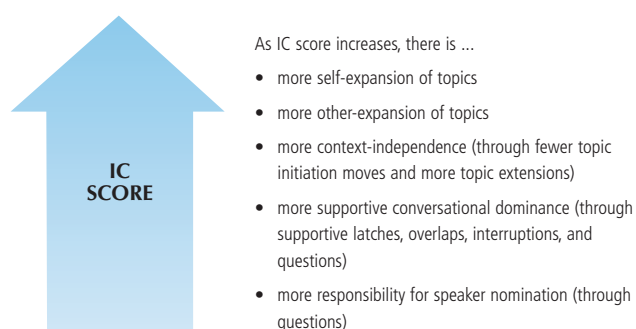 IC
SCORE
As IC score increases, there is ...
• more self-expansion of topics
• more other-expansion of topics
• more context-independence (through fewer topic
initiation moves and more topic extensions)
• more supportive conversational dominance (through
supportive latches, overlaps, interruptions, and
questions)
• more responsibility for speaker nomination (through
questions)